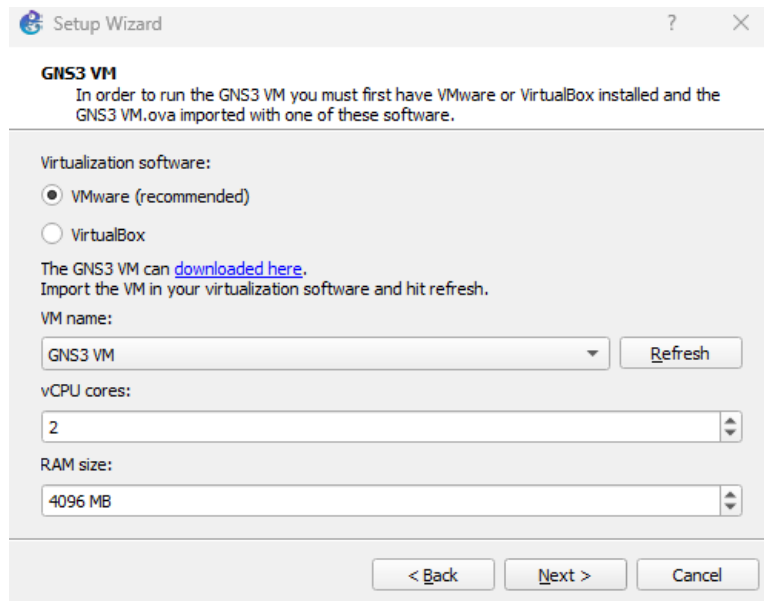 Setup Wizard
?
GNS3 VM
In order to run the GNS3 VM you must first have VMware or VirtualBox installed and the
GNS3 VM.ova imported with one of these software.
Virtualization software:
VMware (recommended)
VirtualBox
The GNS3 VM can downloaded here.
Import the VM in your virtualization software and hit refresh.
VM name:
GNS3 VM
Refresh
vCPU cores:
2
RAM size:
4096 MB
< Back
Next >
Cancel